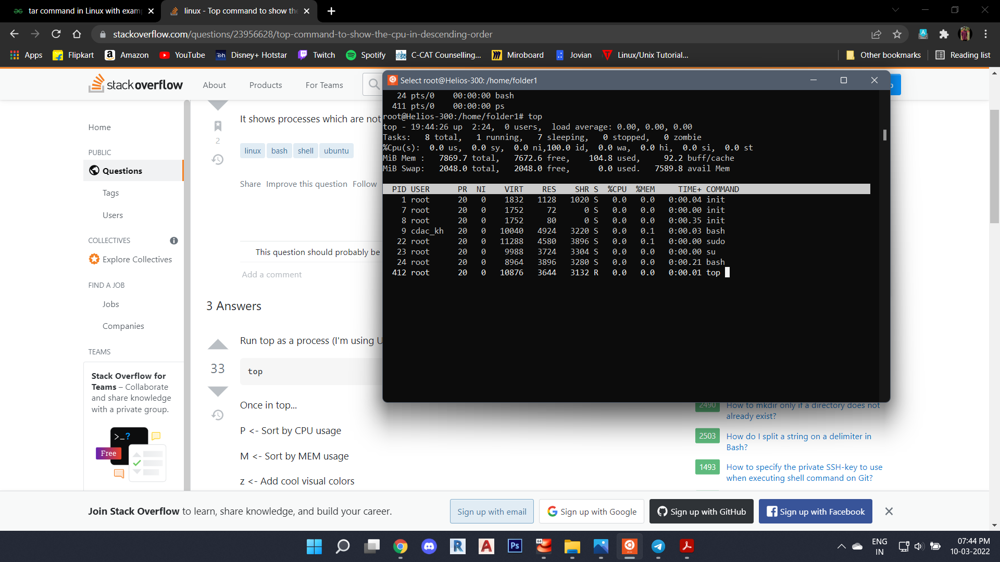 tar command in Linux with exam
linux - Top command to show the
stackoverflow.com/questions/23956628/top-command-to-show-the-cpu-in-descending-order
Apps
Flipkart
Amazon
YouTube
Disney+ Hotstar
Twitch
Spotify
C-CAT Counselling...
Miroboard
Jovian
Linux/Unix Tutorial...
Other bookmarks
Reading list
stackoverflow
About
Products
For Teams
Home
PUBLIC
Questions
Tags
Users
COLLECTIVES
Explore Collectives
FIND A JOB
Jobs
Companies
TEAMS
Stack Overflow for
Teams – Collaborate
and share knowledge
with a private group.
>_?
Free
It shows processes which are not
2
linux bash shell ubuntu
Share Improve this question Follow
This question should probably be
Add a comment
3 Answers
Run top as a process (I'm using U
33
top
Once in top...
P <- Sort by CPU usage
M <- Sort by MEM usage
z <- Add cool visual colors
Select root@Helios-300: /home/folder1
24 pts/0 00:00:00 bash
411 pts/0 00:00:00 ps
root@Helios-300:/home/folder1# top
top - 19:44:26 up 2:24, 0 users, load average: 0.00, 0.00, 0.00
Tasks: 8 total, 1 running, 7 sleeping, 0 stopped, 0 zombie
%Cpu(s): 0.0 us, 0.0 sy, 0.0 ni,100.0 id, 0.0 wa, 0.0 hi, 0.0 si, 0.0 st
MiB Mem : 7869.7 total, 7672.6 free, 104.8 used, 92.2 buff/cache
MiB Swap: 2048.0 total, 2048.0 free, 0.0 used. 7589.8 avail Mem
PID USER PR NI VIRT RES SHR S %CPU %MEM TIME+ COMMAND
1 root 20 0 1832 1128 1020 S 0.0 0.0 0:00.04 init
7 root 20 0 1752 72 0 S 0.0 0.0 0:00.00 init
8 root 20 0 1752 80 0 S 0.0 0.0 0:00.35 init
9 cdac_kh 20 0 10040 4924 3220 S 0.0 0.1 0:00.03 bash
22 root 20 0 11288 4580 3896 S 0.0 0.1 0:00.00 sudo
23 root 20 0 9988 3724 3304 S 0.0 0.0 0:00.00 su
24 root 20 0 8964 3896 3280 S 0.0 0.0 0:00.21 bash
412 root 20 0 10876 3644 3132 R 0.0 0.0 0:00.01 top
2490 How to mkdir only if a directory does not
already exist?
2503 How do I split a string on a delimiter in
Bash?
1493 How to specify the private SSH-key to use
when executing shell command on Git?
Join Stack Overflow to learn, share knowledge, and build your career.
Sign up with email
Sign up with Google
Sign up with GitHub
Sign up with Facebook
R
A
Ps
64
ENG
IN
07:44 PM
10-03-2022